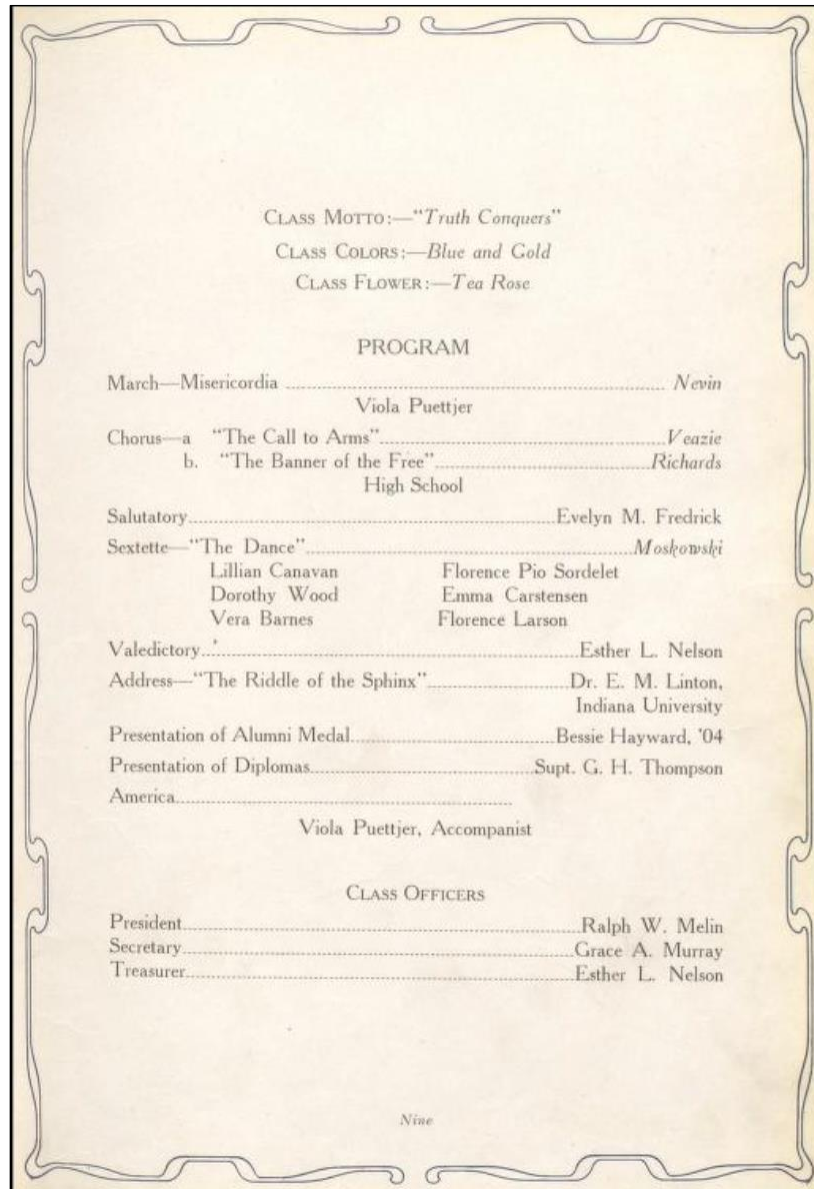 CLASS MOTTO:—"Truth Conquers"
CLASS COLORS:—Blue and Gold
CLASS FLOWER:—Tea Rose
PROGRAM
March—Misericordia Nevin
Viola Puettjer
Chorus—a "The Call to Arms" Veazie
b. "The Banner of the Free" Richards
High School
Salutatory Evelyn M. Fredrick
Sextette—"The Dance" Moskowski
Lillian Canavan Florence Pio Sordelet
Dorothy Wood Emma Carstensen
Vera Barnes Florence Larson
Valedictory Esther L. Nelson
Address—"The Riddle of the Sphinx" Dr. E. M. Linton,
Indiana University
Presentation of Alumni Medal Bessie Hayward, '04
Presentation of Diplomas Supt. G. H. Thompson
America
Viola Puettjer, Accompanist
CLASS OFFICERS
President Ralph W. Melin
Secretary Grace A. Murray
Treasurer Esther L. Nelson
Nine